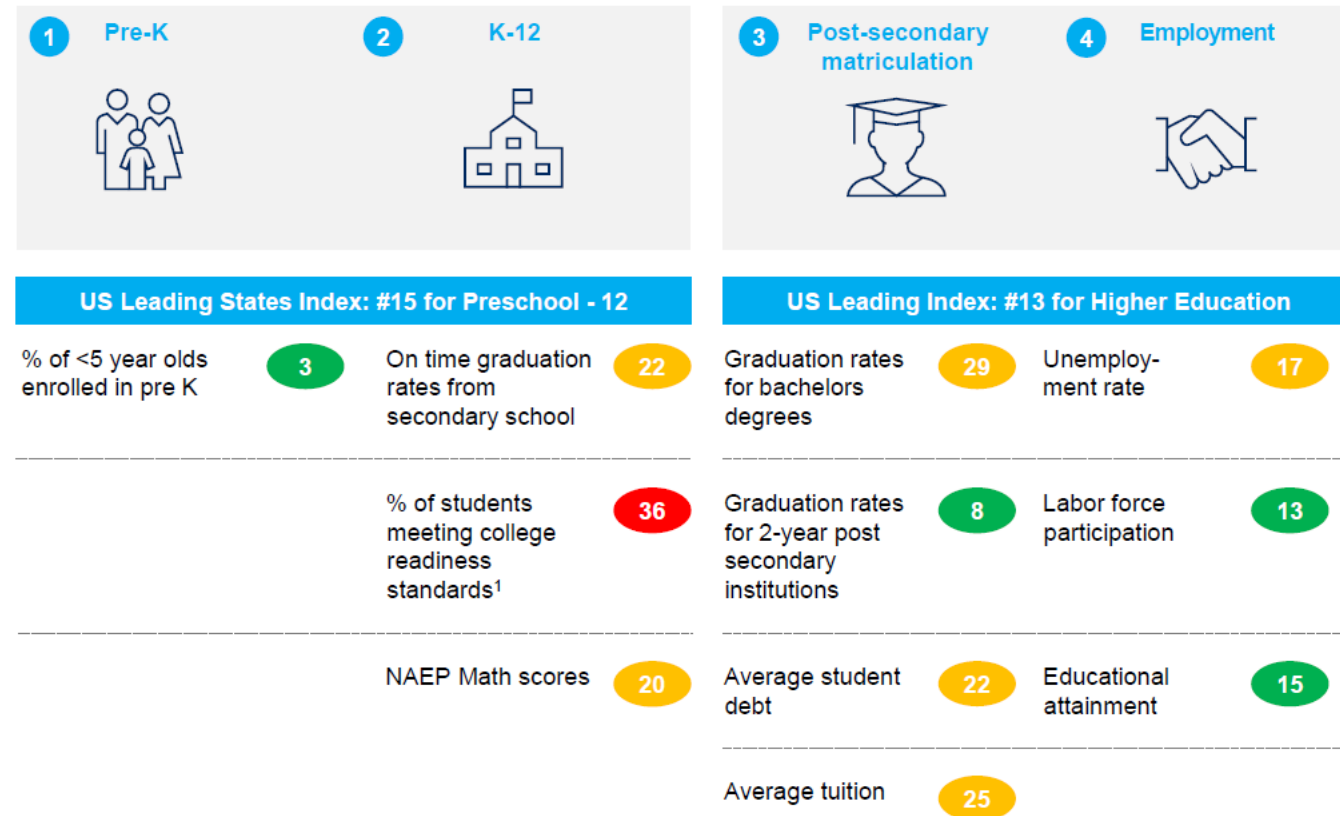 1 Pre-K
2 K-12
3 Post-secondary
matriculation
4 Employment
US Leading States Index: #15 for Preschool - 12
US Leading Index: #13 for Higher Education
% of <5 year olds
enrolled in pre K
3
On time graduation
rates from
secondary school
22
Graduation rates
for bachelors
degrees
29
Unemploy-
ment rate
17
% of students
meeting college
readiness
standards¹
36
Graduation rates
for 2-year post
secondary
institutions
8
Labor force
participation
13
NAEP Math scores
20
Average student
debt
22
Educational
attainment
15
Average tuition
25